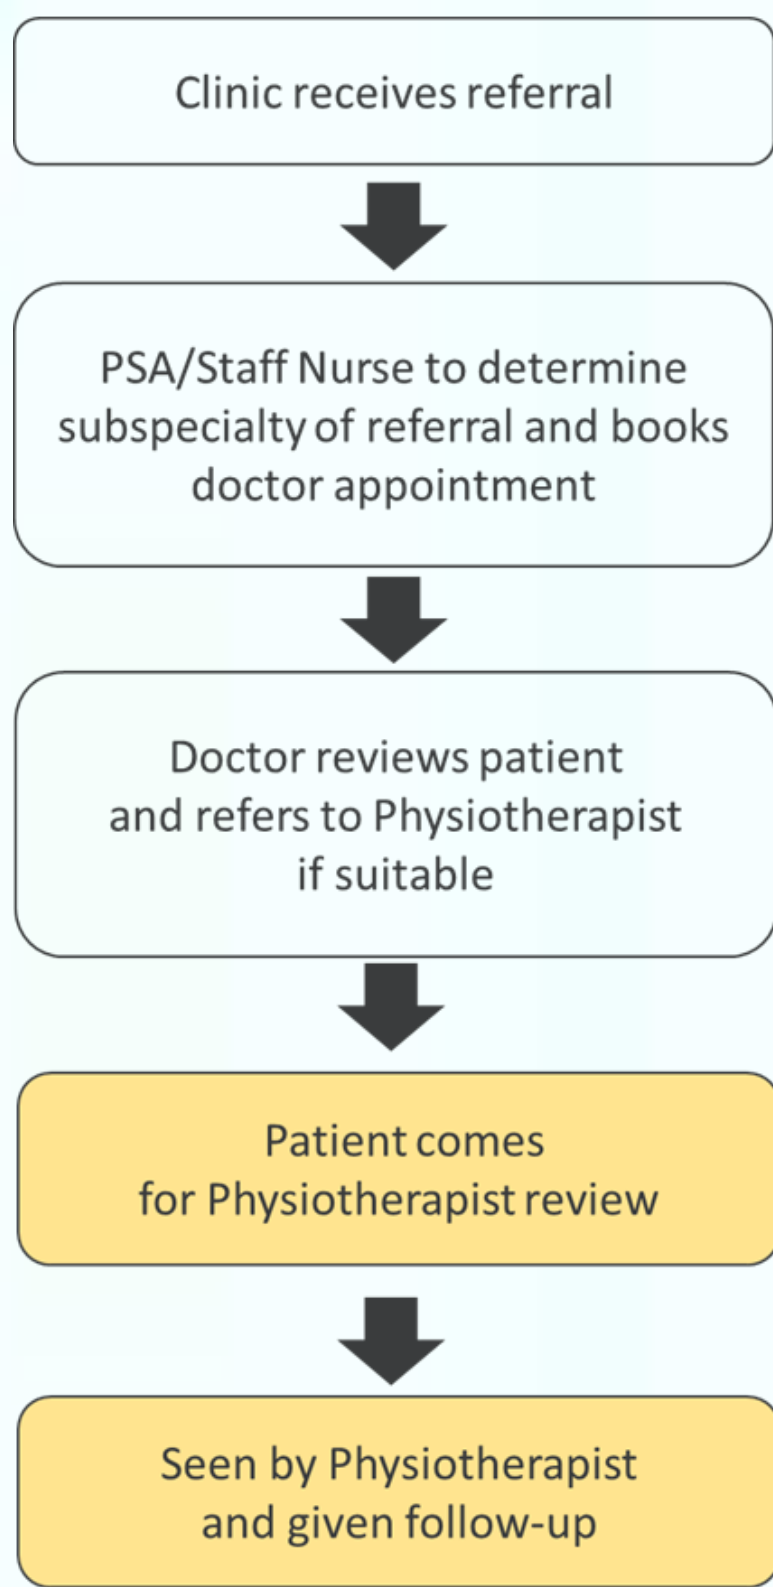 Clinic receives referral
PSA/Staff Nurse to determine
subspecialty of referral and books
doctor appointment
Doctor reviews patient
and refers to Physiotherapist
if suitable
Patient comes
for Physiotherapist review
Seen by Physiotherapist
and given follow-up